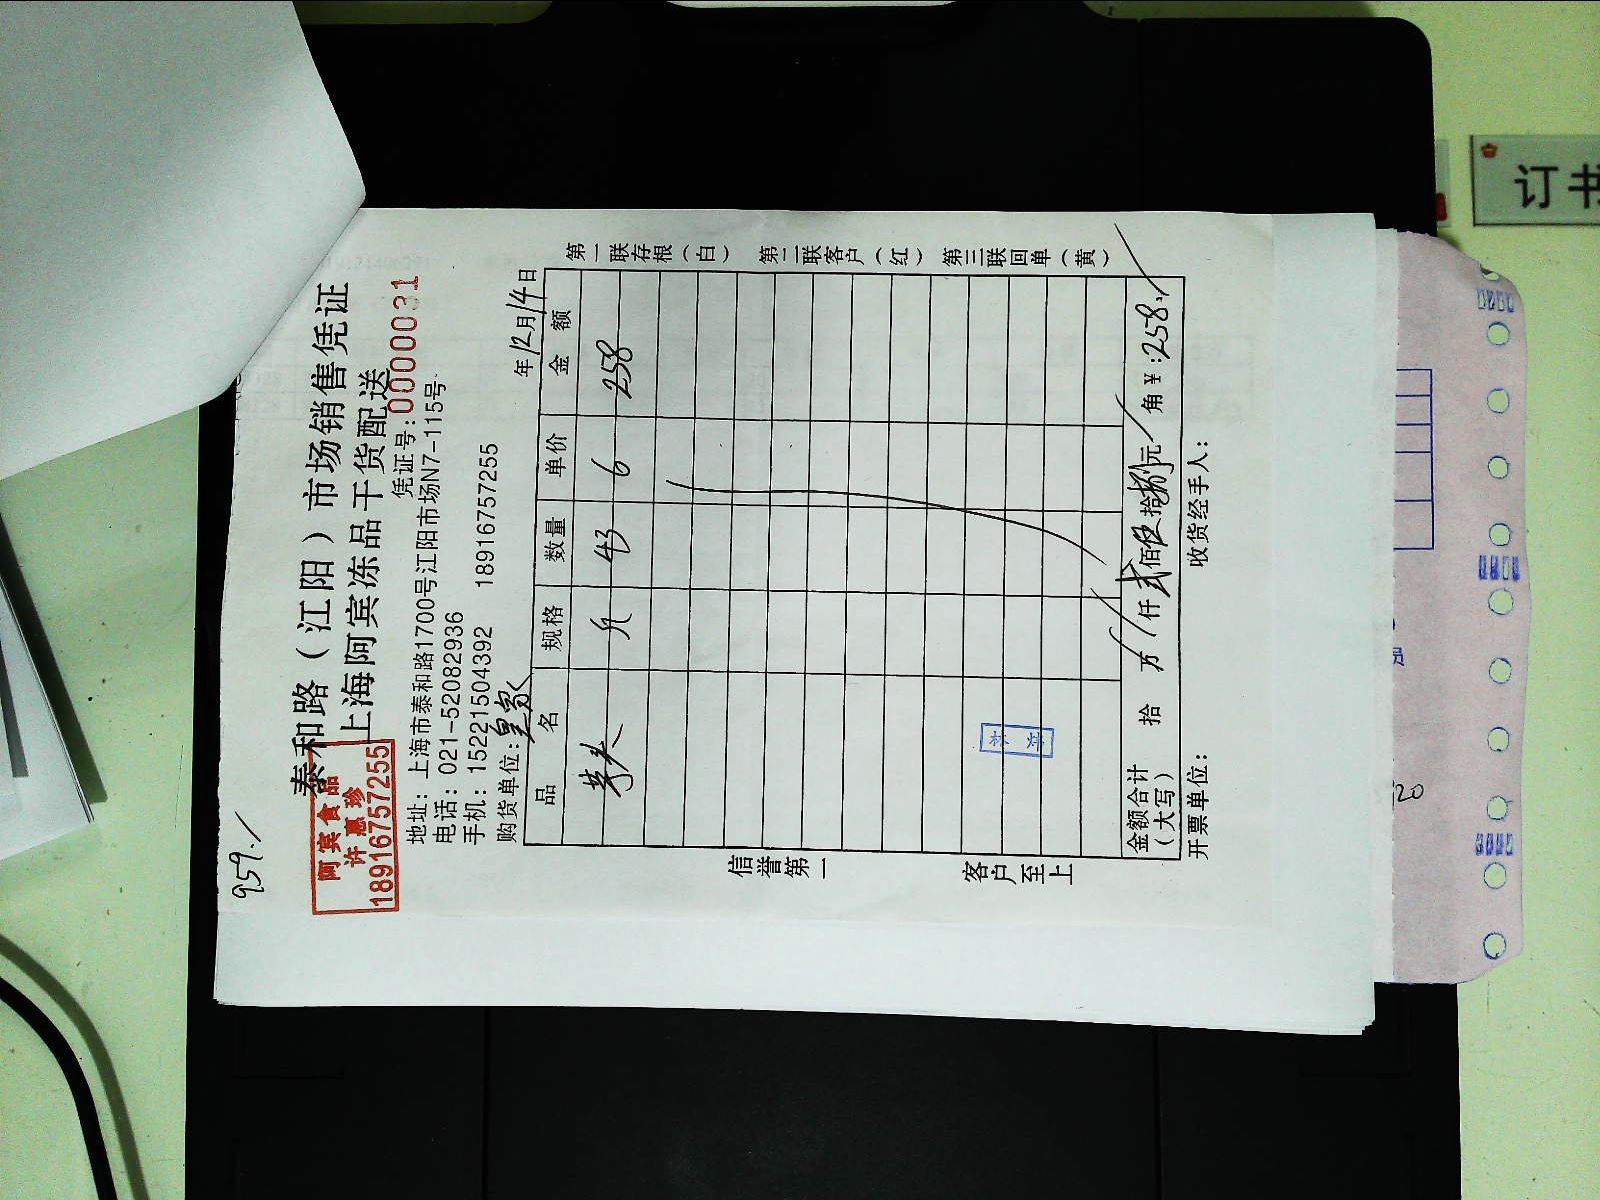 959.
泰和路（江阳）市场销售凭证
上海阿宾冻品干货配送
阿宾食品
许惠珍
18916757255
凭证号：0000031
地址：上海市泰和路1700号江阳市场N7-115号
电话：021-52082936
手机：15221504392 18916757255
购货单位：
年12月14日
品名 规格 数量 单价 金额
43 6 258
金额合计（大写） 拾 万 仟 贰佰伍拾捌元 角 ￥:258.
开票单位： 收货经手人：
信誉第一
客户至上
第一联存根（白） 第二联客户（红） 第三联回单（黄）
订书
20